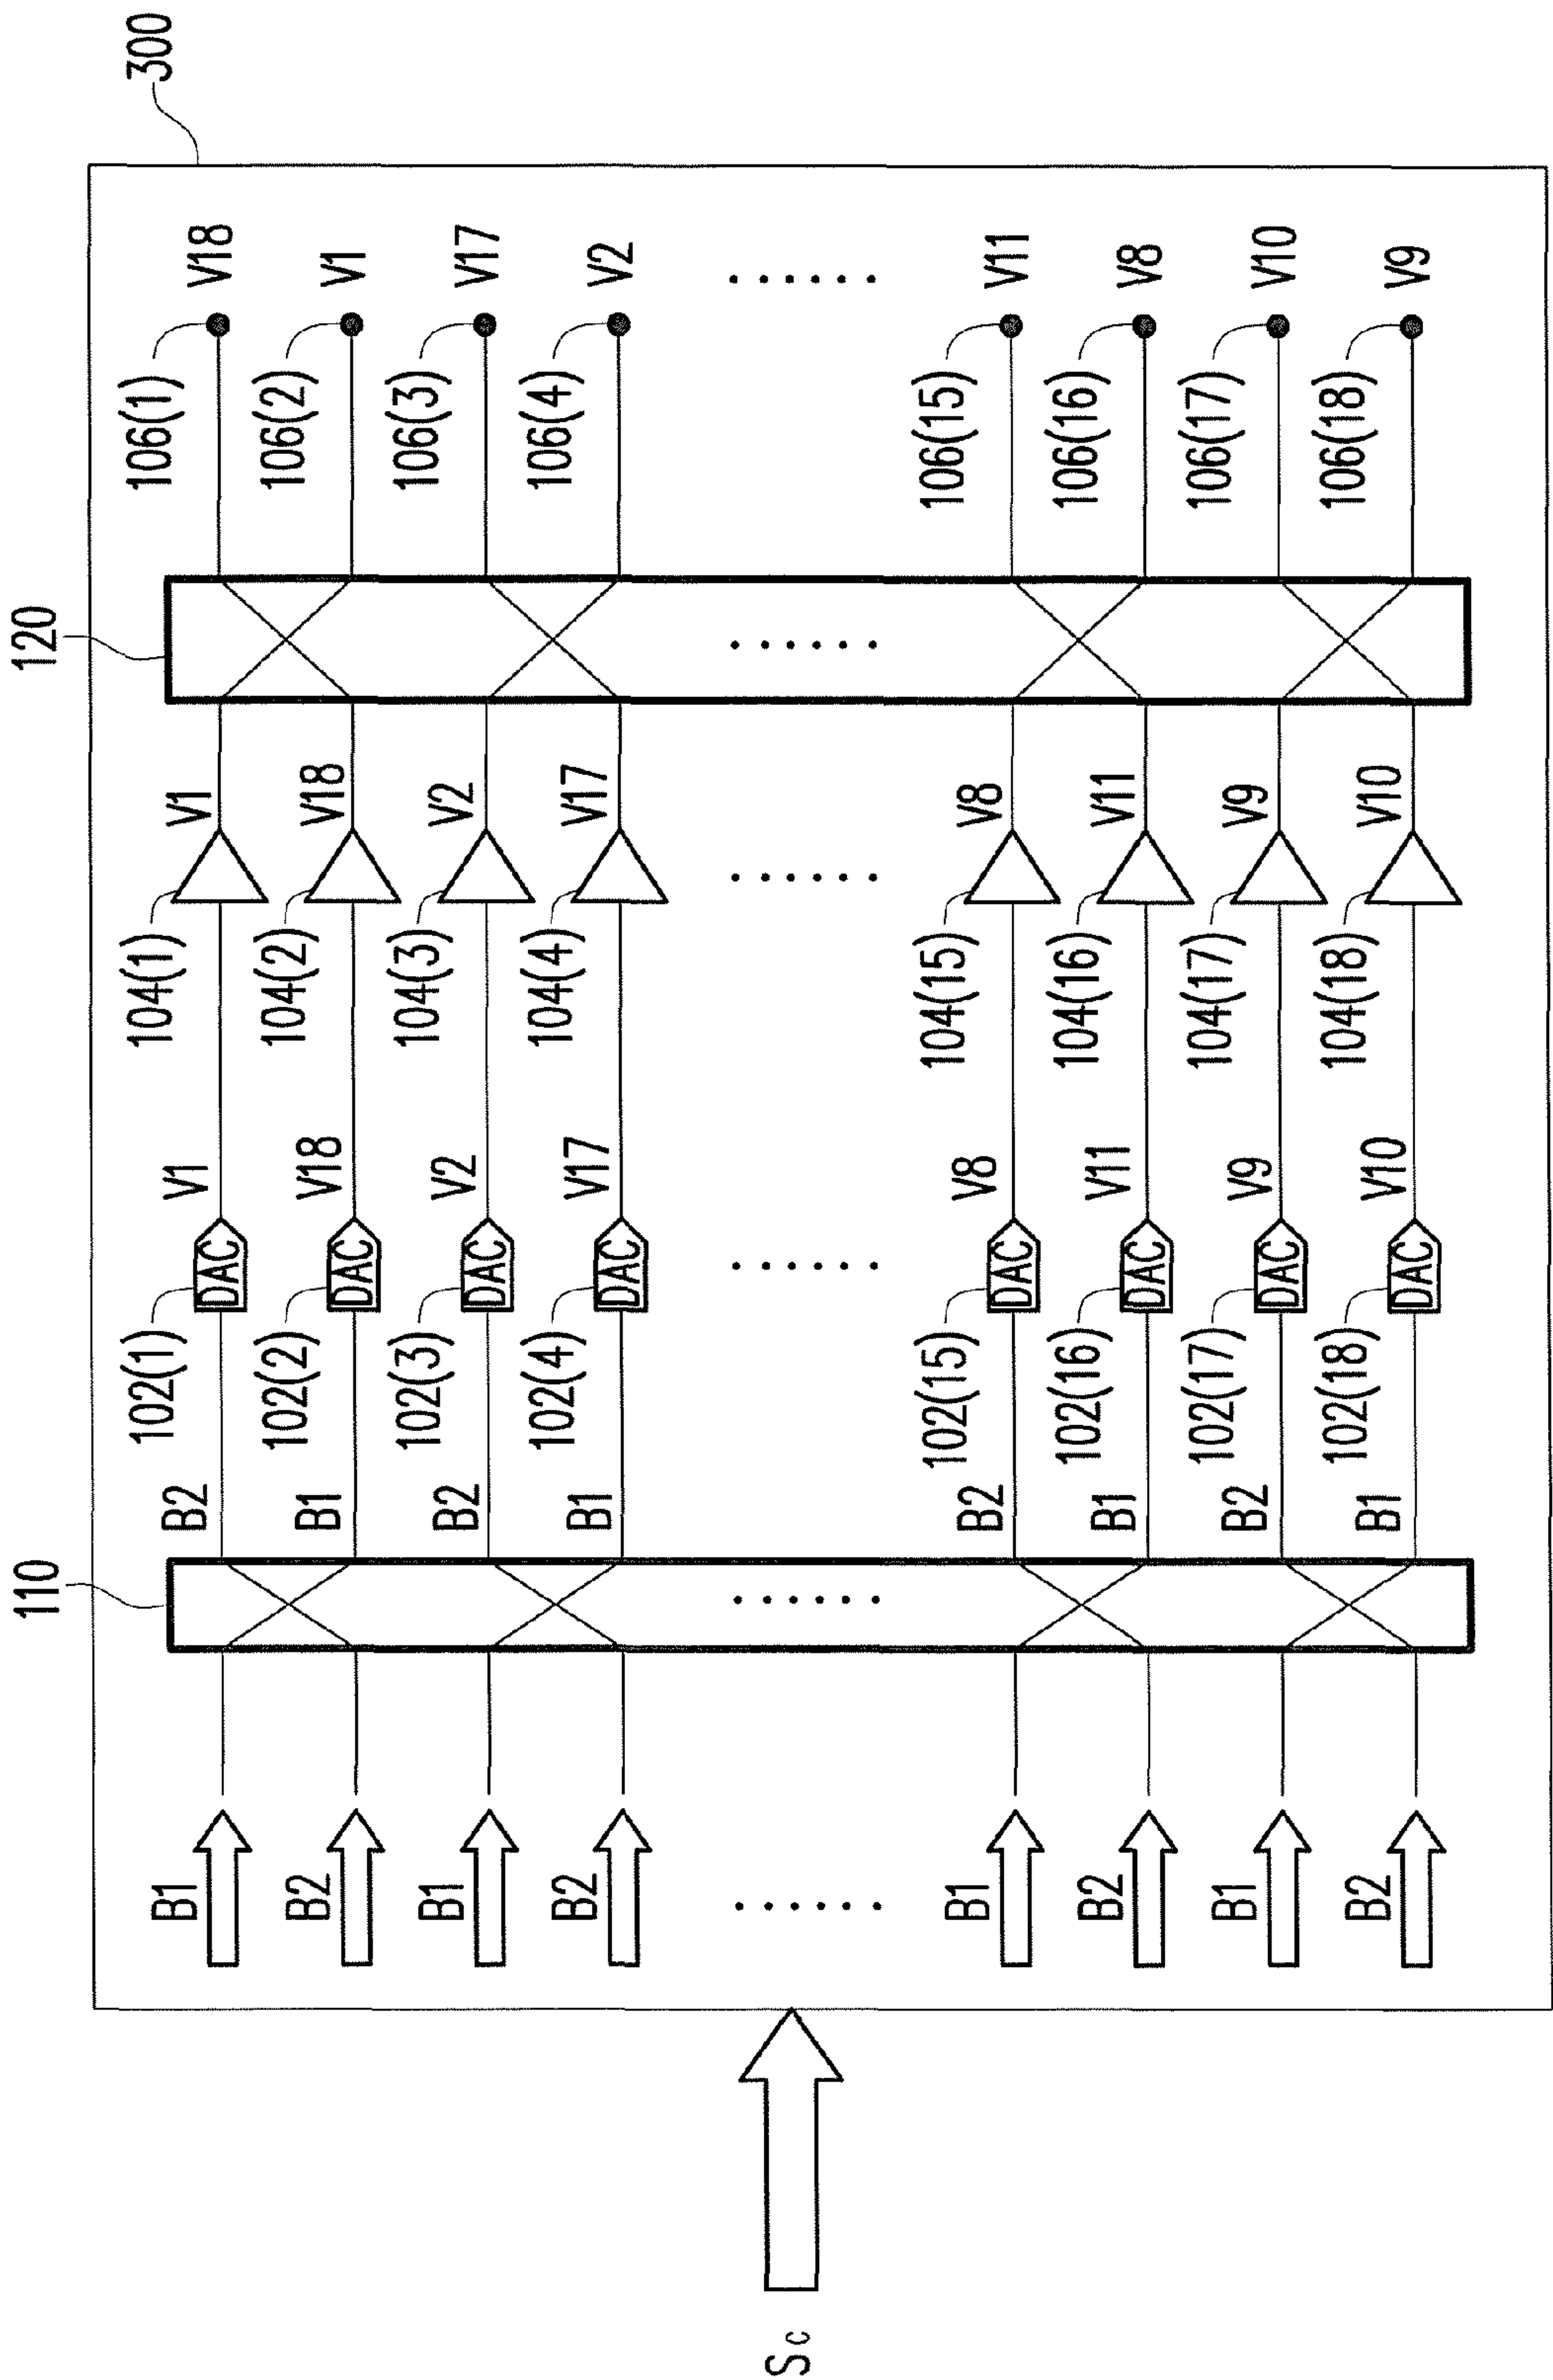 300
110
120
B1
B2
102(1)
DAC
V1
104(1)
V1
106(1)
V18
B2
B1
102(2)
DAC
V18
104(2)
V18
106(2)
V1
B1
B2
102(3)
DAC
V2
104(3)
V2
106(3)
V17
B2
B1
102(4)
DAC
V17
104(4)
V17
106(4)
V2
Sc
......
......
......
......
......
......
B1
B2
102(15)
DAC
V8
104(15)
V8
106(15)
V11
B2
B1
102(16)
DAC
V11
104(16)
V11
106(16)
V8
B1
B2
102(17)
DAC
V9
104(17)
V9
106(17)
V10
B2
B1
102(18)
DAC
V10
104(18)
V10
106(18)
V9